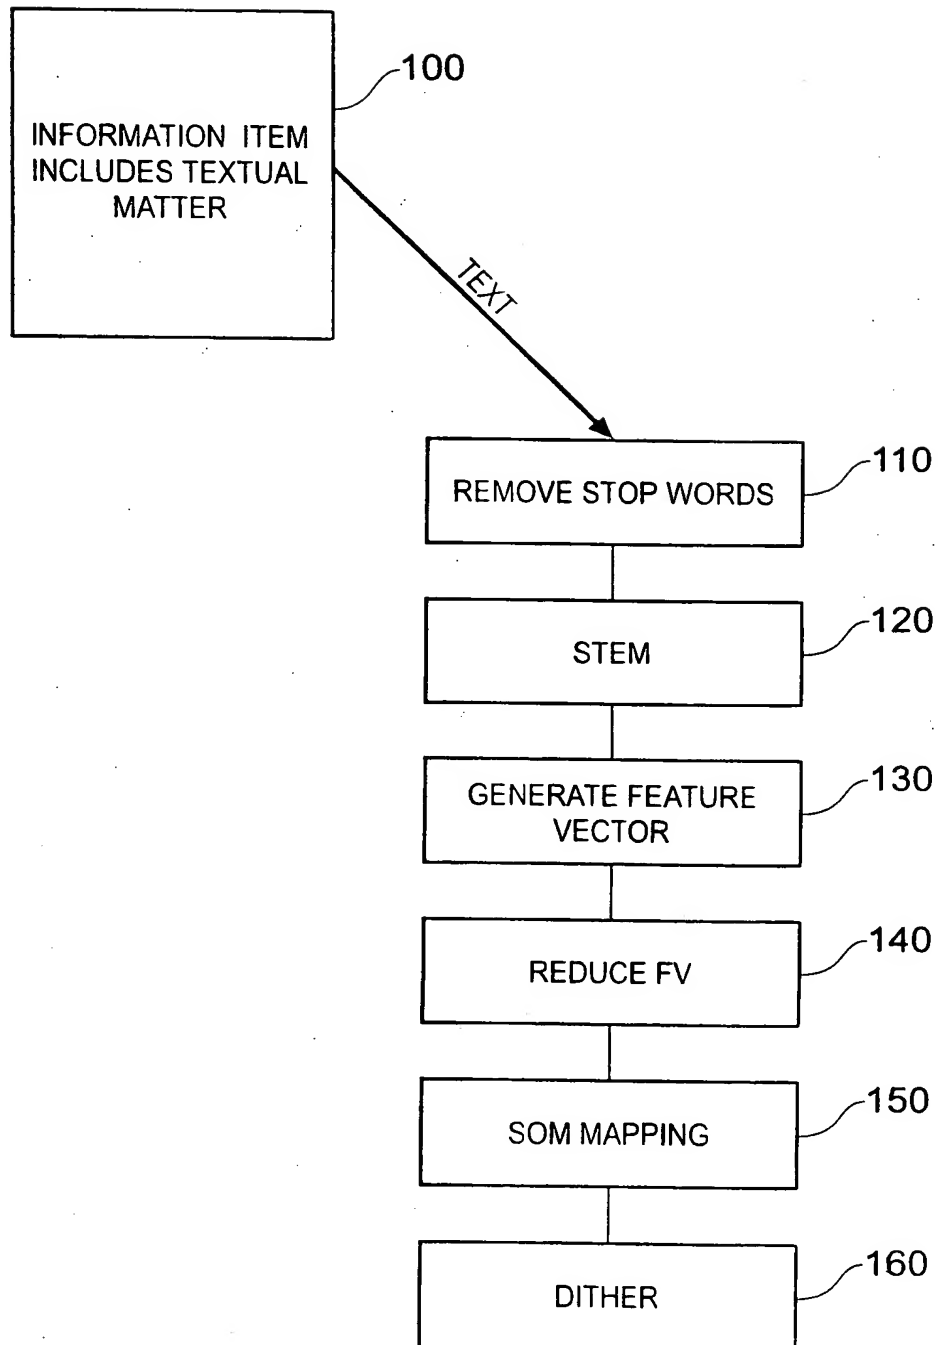 100
INFORMATION ITEM
INCLUDES TEXTUAL
MATTER
TEXT
REMOVE STOP WORDS
110
STEM
120
GENERATE FEATURE
VECTOR
130
REDUCE FV
140
SOM MAPPING
150
DITHER
160